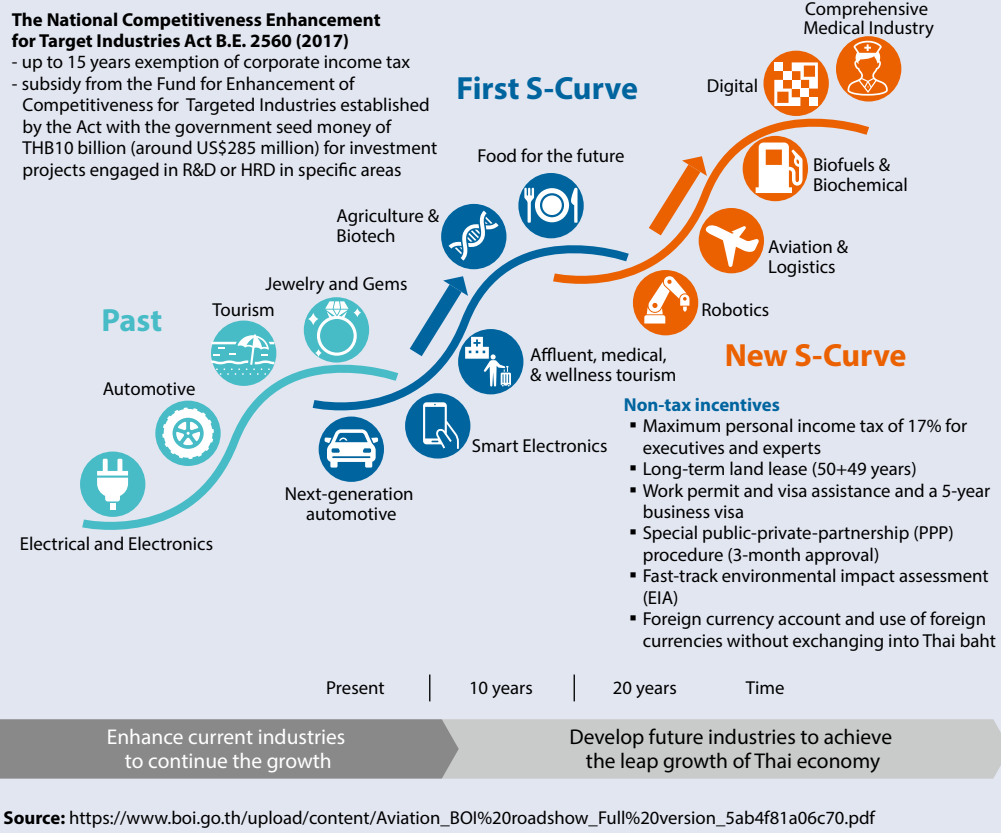 The National Competitiveness Enhancement
for Target Industries Act B.E. 2560 (2017)
- up to 15 years exemption of corporate income tax
- subsidy from the Fund for Enhancement of
Competitiveness for Targeted Industries established
by the Act with the government seed money of
THB10 billion (around US$285 million) for investment
projects engaged in R&D or HRD in specific areas
Past
Electrical and Electronics
Automotive
Tourism
Jewelry and Gems
First S-Curve
Next-generation
automotive
Smart Electronics
Affluent, medical,
& wellness tourism
Agriculture &
Biotech
Food for the future
New S-Curve
Robotics
Aviation &
Logistics
Biofuels &
Biochemical
Digital
Comprehensive
Medical Industry
Non-tax incentives
▪ Maximum personal income tax of 17% for
executives and experts
▪ Long-term land lease (50+49 years)
▪ Work permit and visa assistance and a 5-year
business visa
▪ Special public-private-partnership (PPP)
procedure (3-month approval)
▪ Fast-track environmental impact assessment
(EIA)
▪ Foreign currency account and use of foreign
currencies without exchanging into Thai baht
Present
10 years
20 years
Time
Enhance current industries
to continue the growth
Develop future industries to achieve
the leap growth of Thai economy
Source: https://www.boi.go.th/upload/content/Aviation_BOI%20roadshow_Full%20version_5ab4f81a06c70.pdf